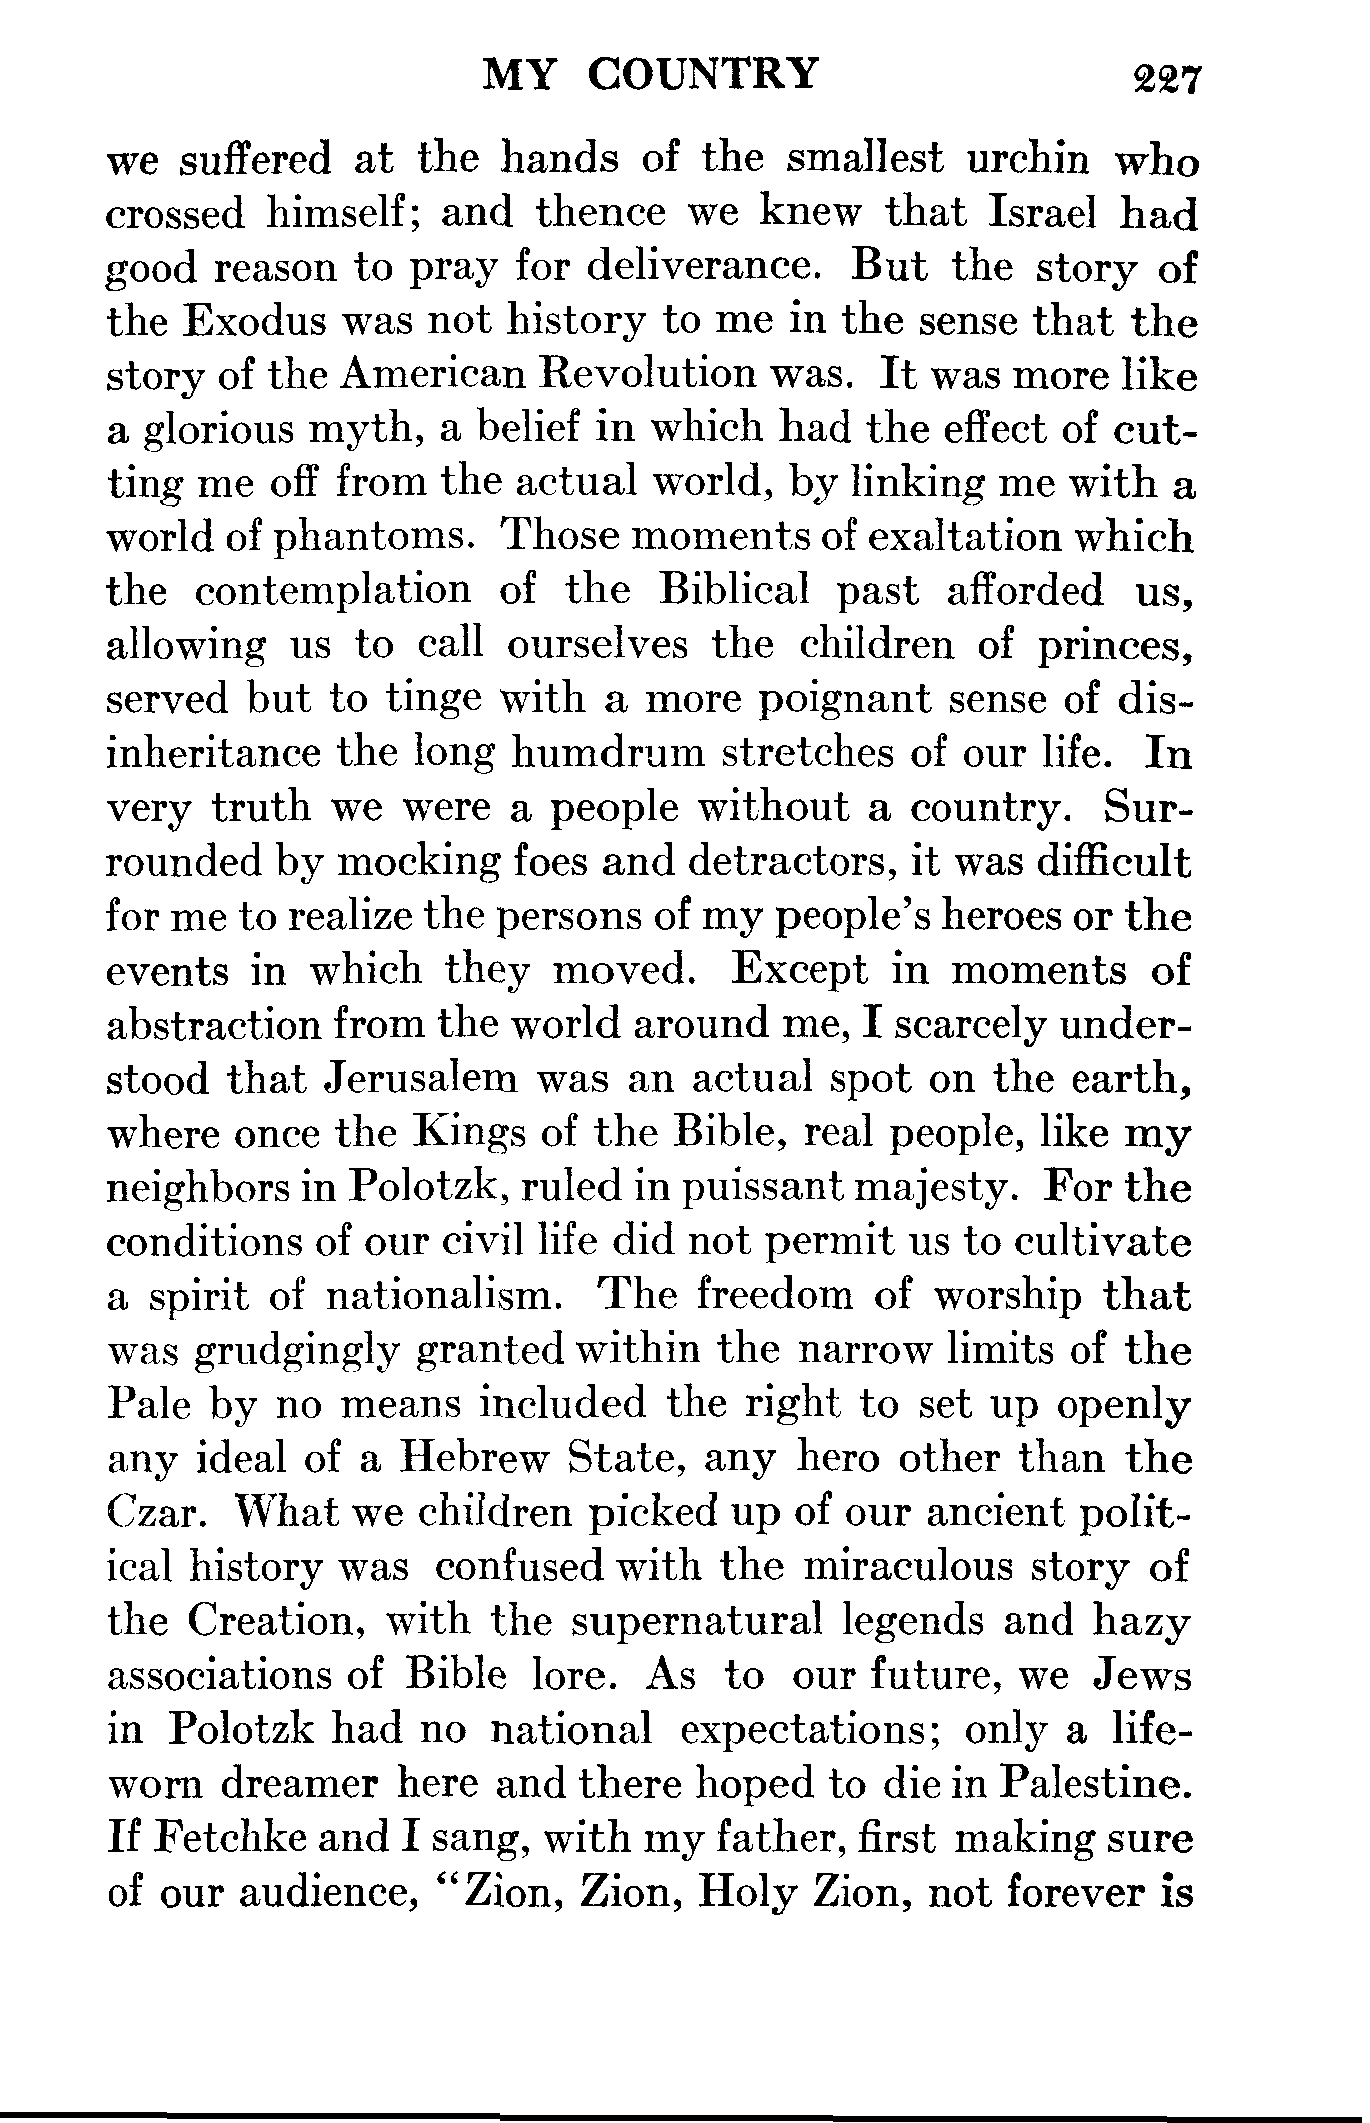 MY COUNTRY 227
we suffered at the hands of the smallest urchin who
crossed himself; and thence we knew that Israel had
good reason to pray for deliverance. But the story of
the Exodus was not history to me in the sense that the
story of the American Revolution was. It was more like
a glorious myth, a belief in which had the effect of cut-
ting me off from the actual world, by linking me with a
world of phantoms. Those moments of exaltation which
the contemplation of the Biblical past afforded us,
allowing us to call ourselves the children of princes,
served but to tinge with a more poignant sense of dis-
inheritance the long humdrum stretches of our life. In
very truth we were a people without a country. Sur-
rounded by mocking foes and detractors, it was difficult
for me to realize the persons of my people's heroes or the
events in which they moved. Except in moments of
abstraction from the world around me, I scarcely under-
stood that Jerusalem was an actual spot on the earth,
where once the Kings of the Bible, real people, like my
neighbors in Polotzk, ruled in puissant majesty. For the
conditions of our civil life did not permit us to cultivate
a spirit of nationalism. The freedom of worship that
was grudgingly granted within the narrow limits of the
Pale by no means included the right to set up openly
any ideal of a Hebrew State, any hero other than the
Czar. What we children picked up of our ancient polit-
ical history was confused with the miraculous story of
the Creation, with the supernatural legends and hazy
associations of Bible lore. As to our future, we Jews
in Polotzk had no national expectations; only a life-
worn dreamer here and there hoped to die in Palestine.
If Fetchke and I sang, with my father, first making sure
of our audience, "Zion, Zion, Holy Zion, not forever is